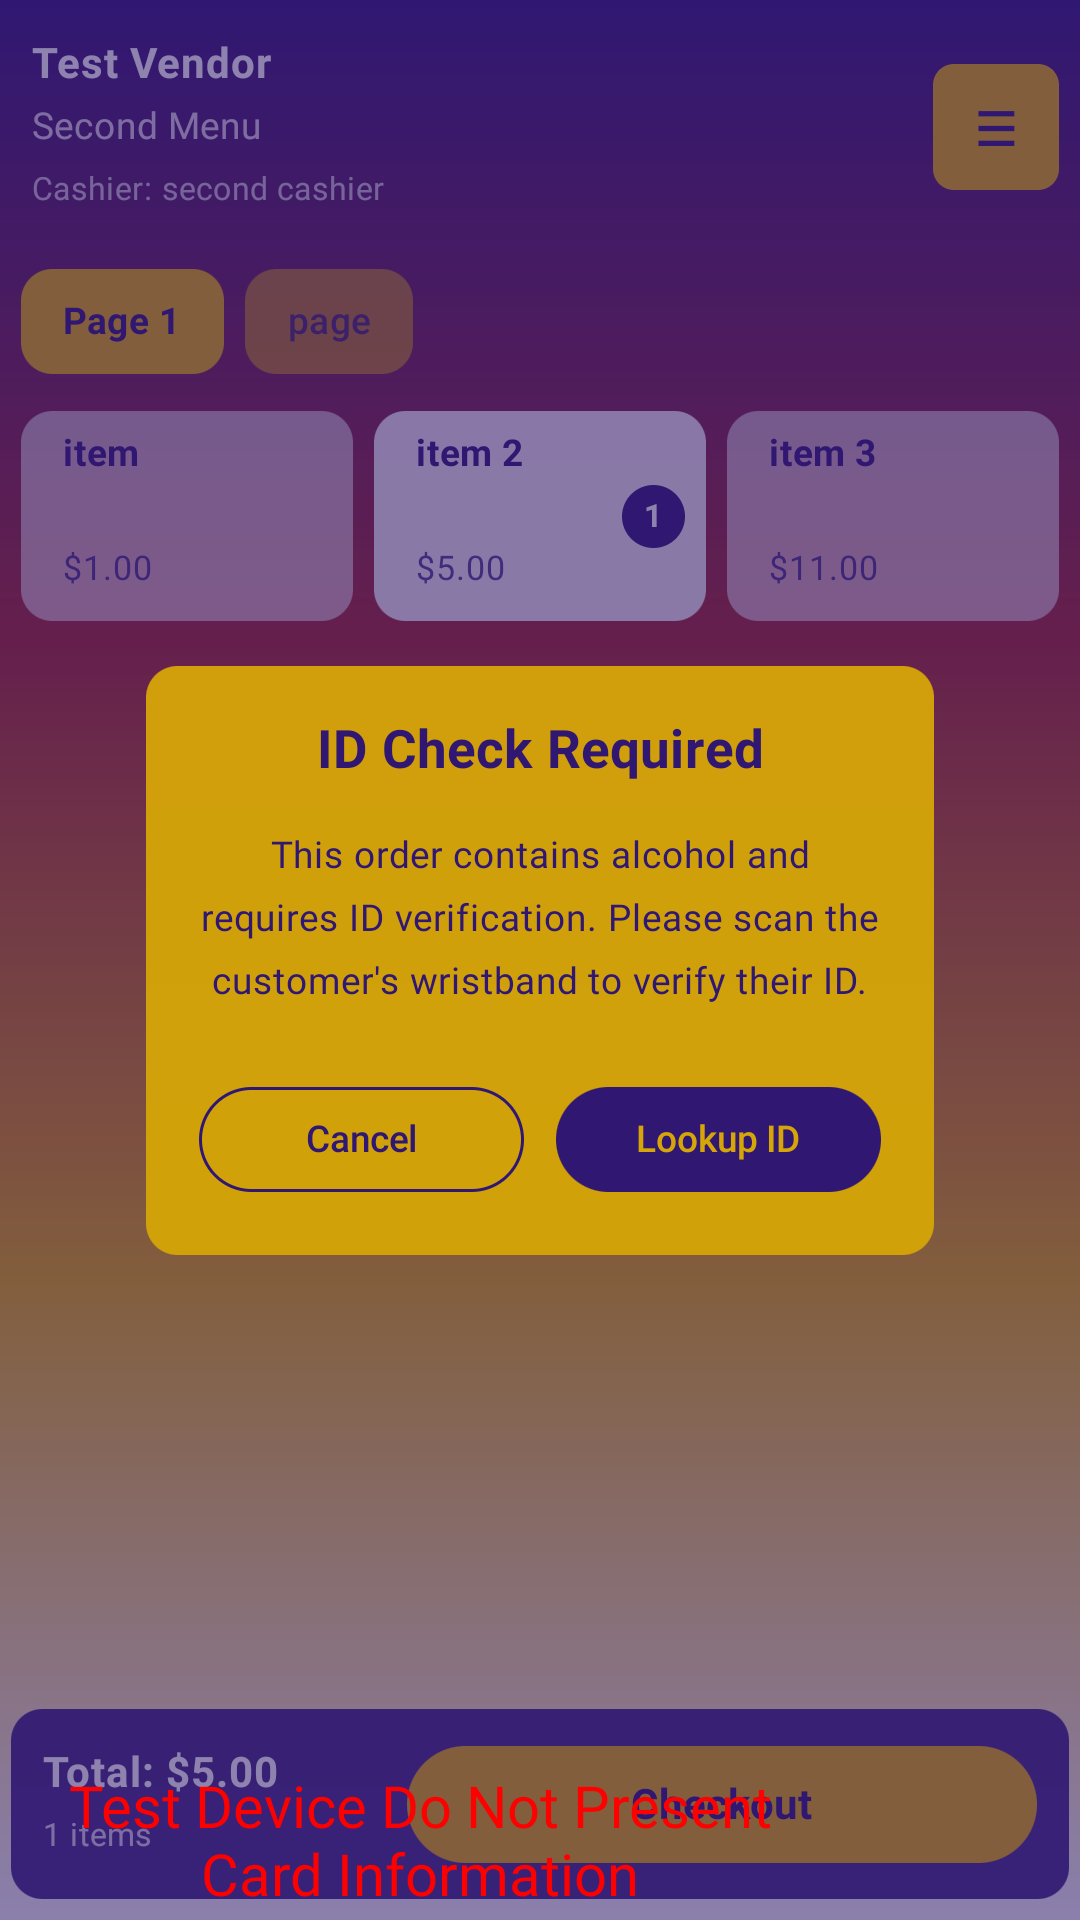 Test Vendor
Second Menu
Cashier: second cashier
☰
Page 1
page
item
item 2
item 3
1
$1.00
$5.00
$11.00
ID Check Required
This order contains alcohol and
requires ID verification. Please scan the
customer's wristband to verify their ID.
Cancel
Lookup ID
Total: $5.00
1 items
Checkout
Test Device Do Not Present
Card Information